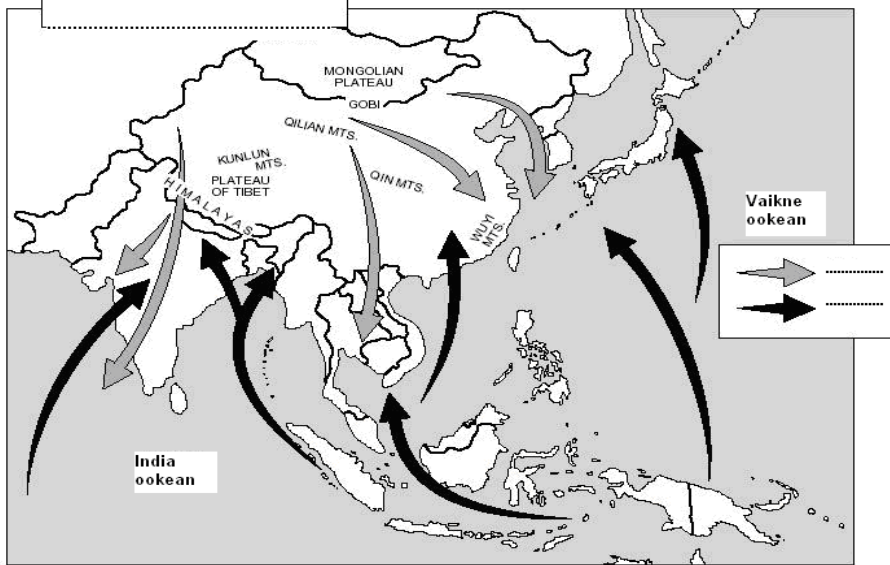 .....................
MONGOLIAN
PLATEAU
GOBI
QILIAN MTS.
KUNLUN
MTS.
PLATEAU
OF TIBET
QIN MTS.
HIMALAYAS
WUYI
MTS.
Vaikne
ookean
............
............
India
ookean